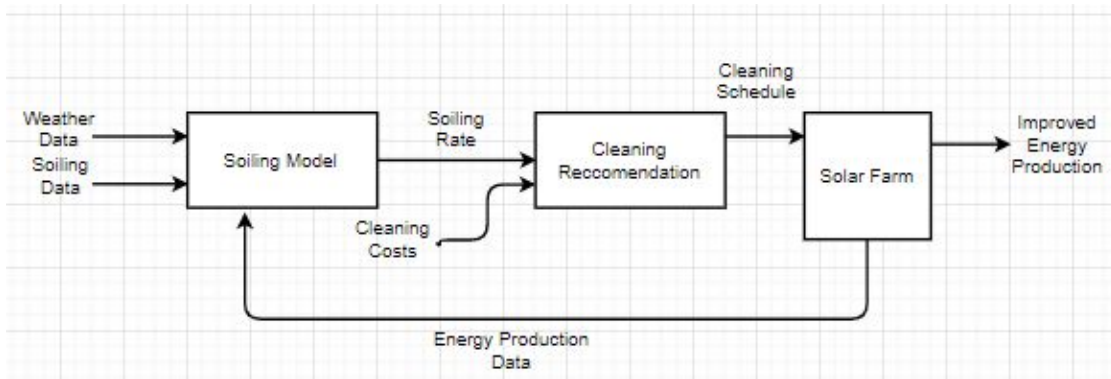 Weather
Data
Soiling
Data
Soiling Model
Soiling
Rate
Cleaning
Costs
Cleaning
Reccomendation
Cleaning
Schedule
Solar Farm
Improved
Energy
Production
Energy Production
Data